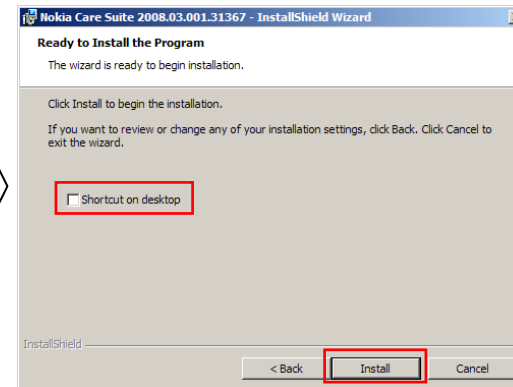 Nokia Care Suite 2008.03.001.31367 - InstallShield Wizard
Ready to Install the Program
The wizard is ready to begin installation.
Click Install to begin the installation.
If you want to review or change any of your installation settings, click Back. Click Cancel to
exit the wizard.
Shortcut on desktop
InstallShield
< Back Install Cancel